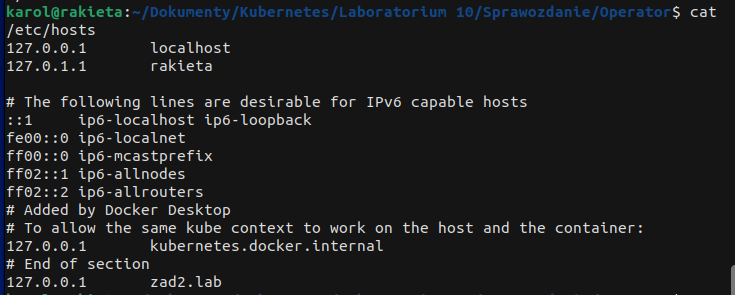 karol@rakieta:~/Dokumenty/Kubernetes/Laboratorium 10/Sprawozdanie/Operator$ cat
/etc/hosts
127.0.0.1       localhost
127.0.1.1       rakieta

# The following lines are desirable for IPv6 capable hosts
::1     ip6-localhost ip6-loopback
fe00::0 ip6-localnet
ff00::0 ip6-mcastprefix
ff02::1 ip6-allnodes
ff02::2 ip6-allrouters
# Added by Docker Desktop
# To allow the same kube context to work on the host and the container:
127.0.0.1       kubernetes.docker.internal
# End of section
127.0.0.1       zad2.lab